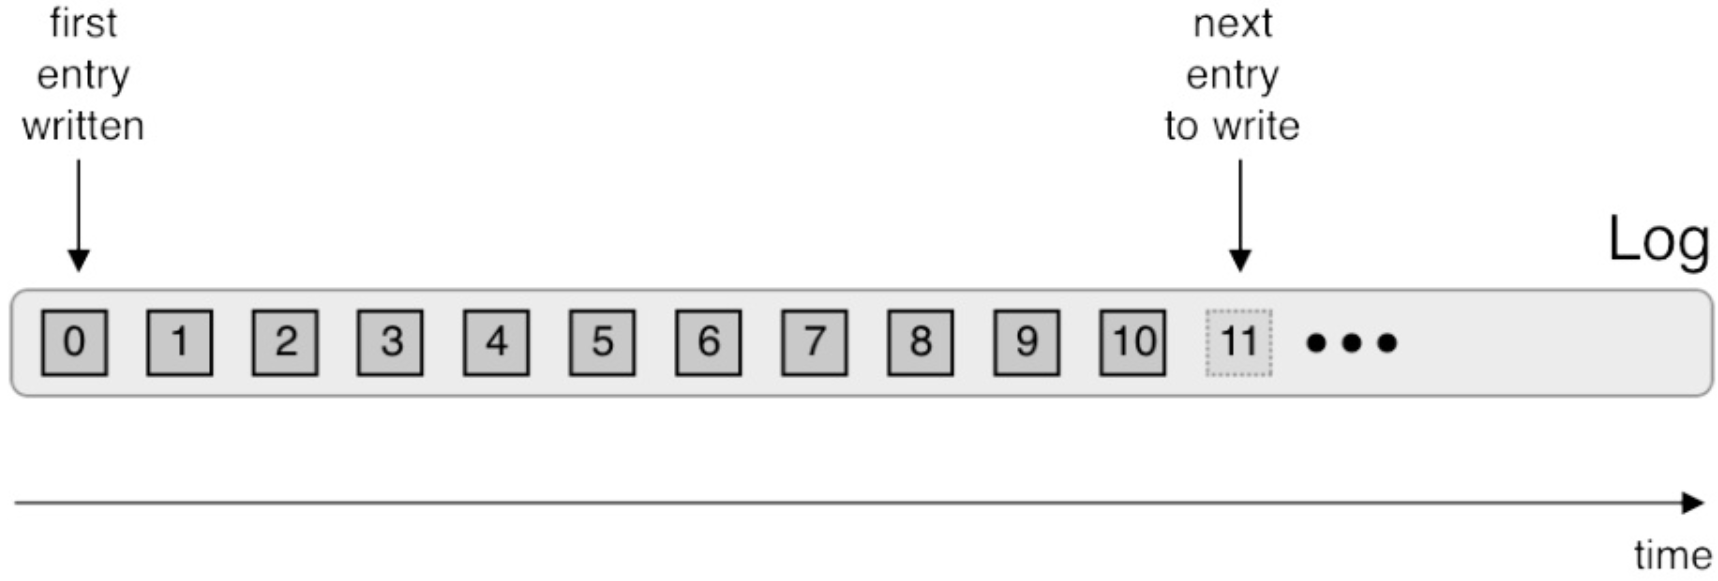 first
entry
written
next
entry
to write
Log
0 1 2 3 4 5 6 7 8 9 10 11
time